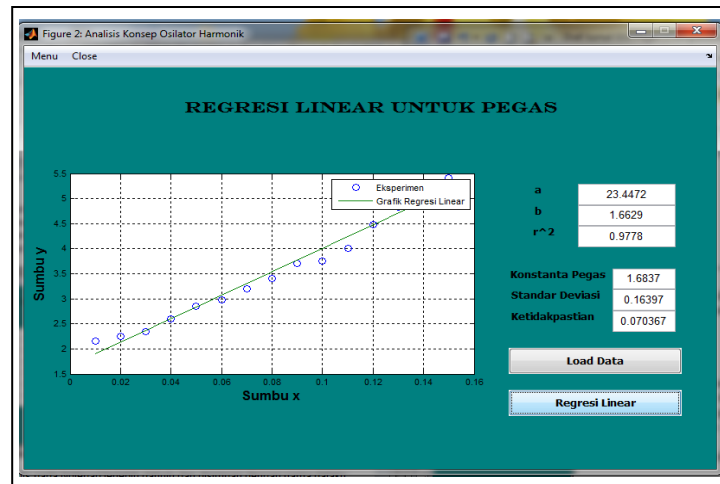 Figure 2: Analisis Konsep Osilator Harmonik
Menu Close
REGRESI LINEAR UNTUK PEGAS
Eksperimen
Grafik Regresi Linear
5.5
5
4.5
4
3.5
3
2.5
2
1.5
0 0.02 0.04 0.06 0.08 0.1 0.12 0.14 0.16
Sumbu y
Sumbu x
a 23.4472
b 1.6629
r^2 0.9778
Konstanta Pegas 1.6837
Standar Deviasi 0.16397
Ketidakpastian 0.070367
Load Data
Regresi Linear